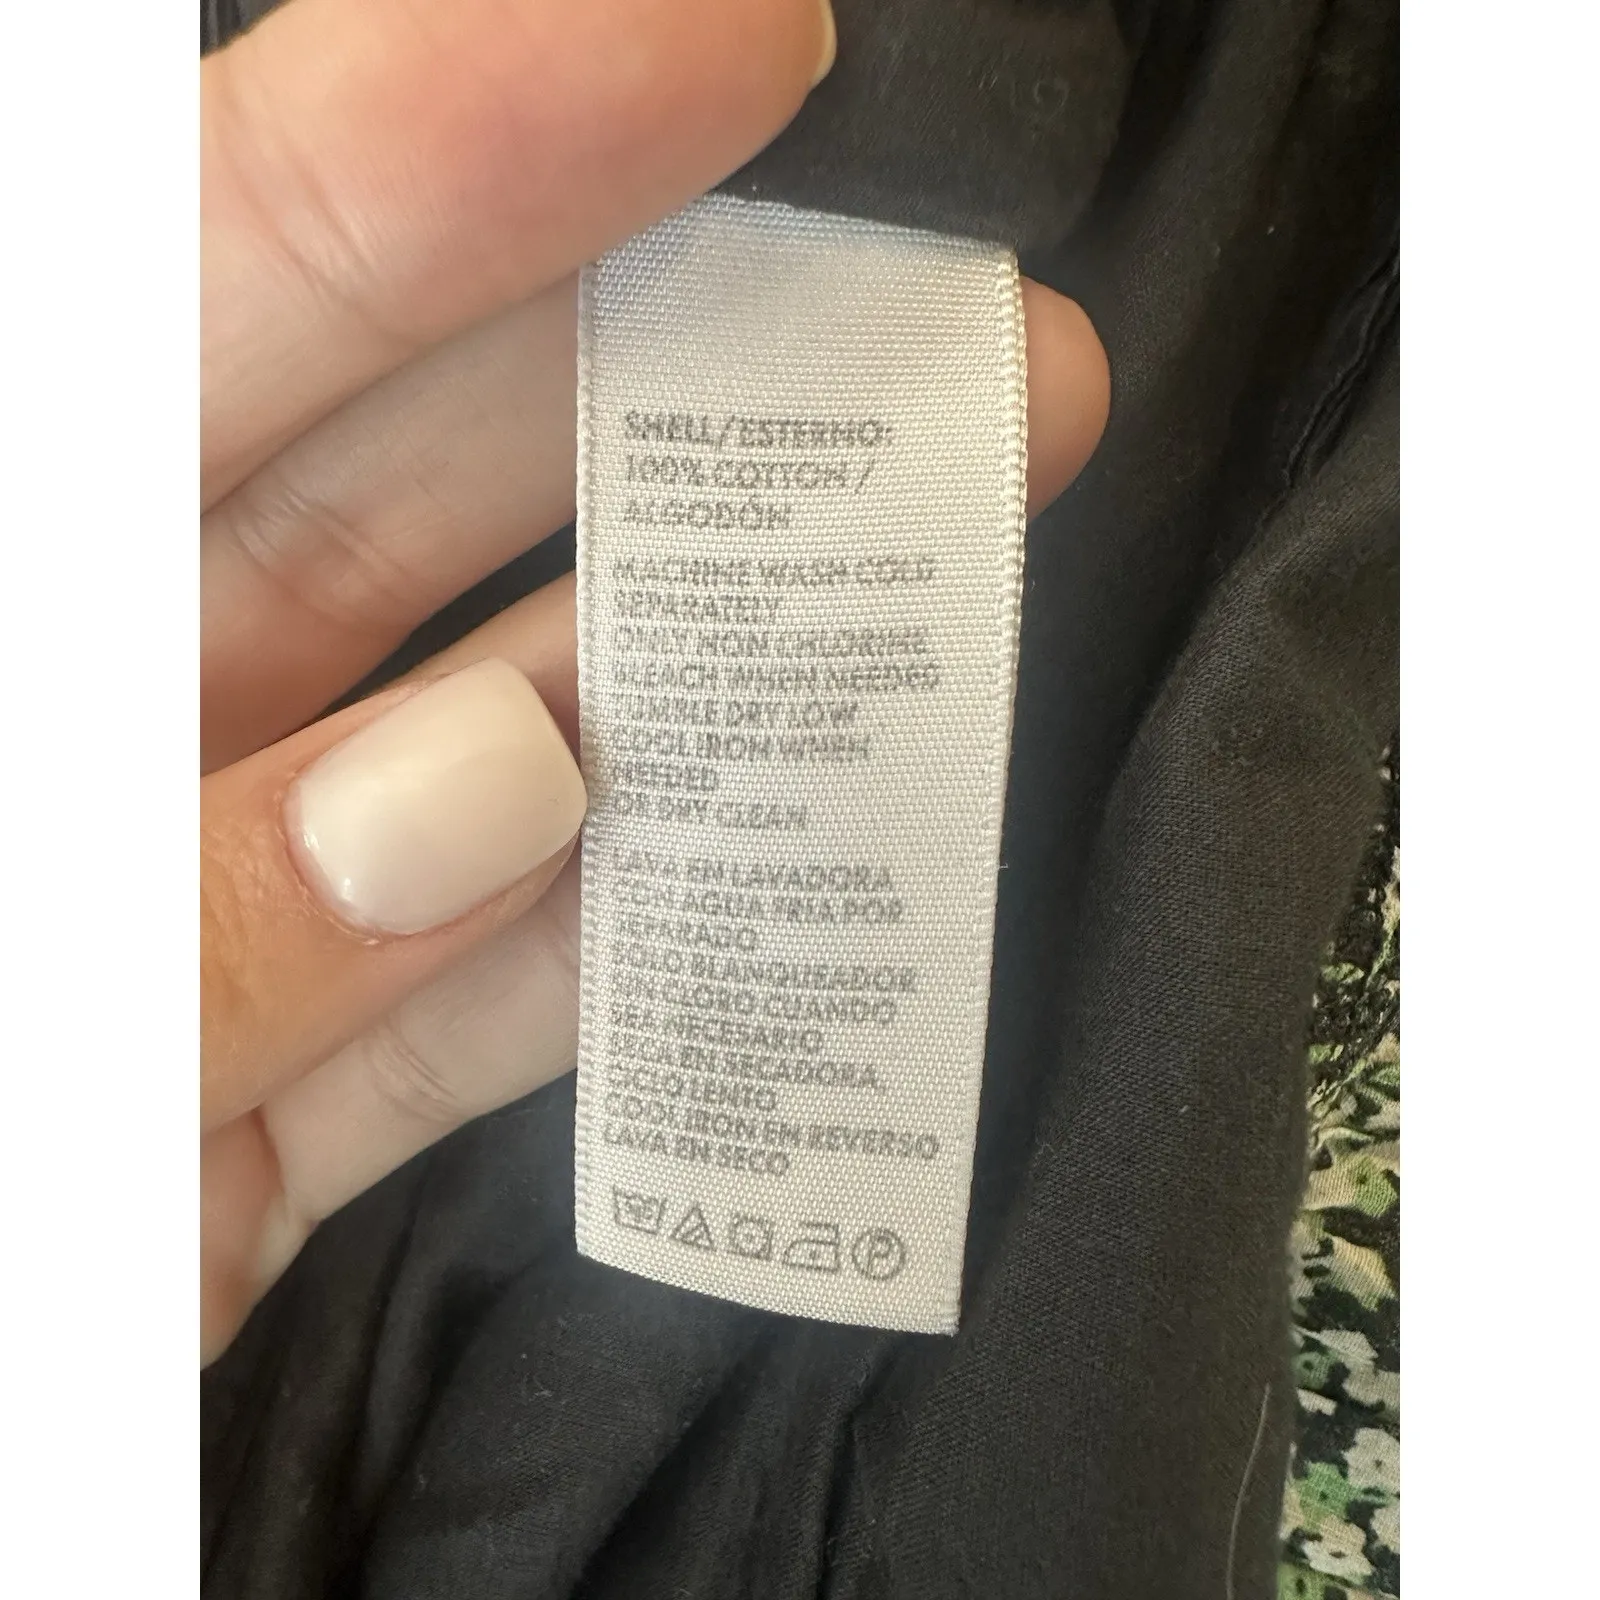 SHELL/ESTERNO:
100% COTTON/
ALGODÓN
MACHINE WASH COLD
SEPARATELY
ONLY NON CHLORINE
BLEACH WHEN NEEDED
TUMBLE DRY LOW
COOL IRON WHEN
NEEDED
OR DRY CLEAN
LAVA EN LAVADORA
CON AGUA FRIA POR
SEPARADO
SOLO BLANQUEADOR
SIN CLORO CUANDO
SEA NECESARIO
SECA EN SECADORA
CICLO LENTO
COOL IRON EN REVERSO
LAVA EN SECO
P